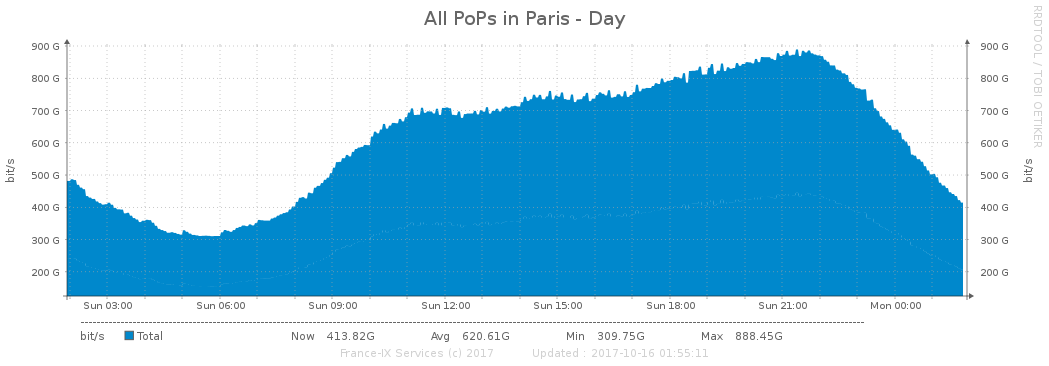 All PoPs in Paris - Day
RRDTOOL / TOBI OETIKER
900 G 900 G
800 G 800 G
700 G 700 G
600 G 600 G
500 G 500 G
400 G 400 G
300 G 300 G
200 G 200 G
bit/s bit/s
Sun 03:00 Sun 06:00 Sun 09:00 Sun 12:00 Sun 15:00 Sun 18:00 Sun 21:00 Mon 00:00
bit/s Total Now 413.82G Avg 620.61G Min 309.75G Max 888.45G
France-IX Services (c) 2017 Updated : 2017-10-16 01:55:11